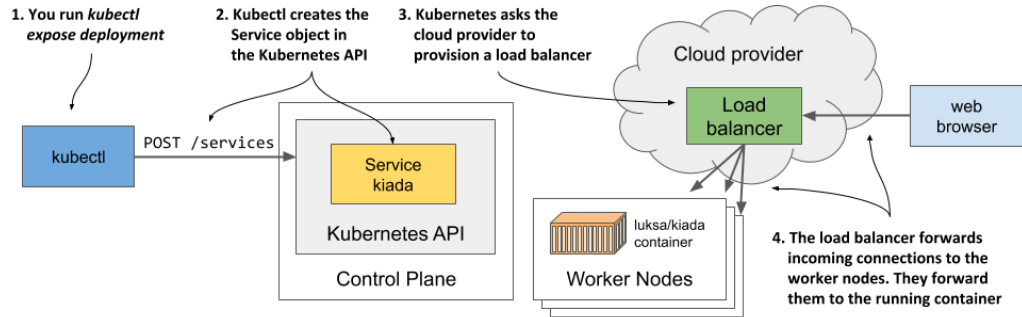 1. You run kubectl
expose deployment
2. Kubectl creates the
Service object in
the Kubernetes API
3. Kubernetes asks the
cloud provider to
provision a load balancer
Cloud provider
Load
balancer
web
browser
kubectl
POST /services
Service
kiada
Kubernetes API
Control Plane
luksa/kiada
container
Worker Nodes
4. The load balancer forwards
incoming connections to the
worker nodes. They forward
them to the running container